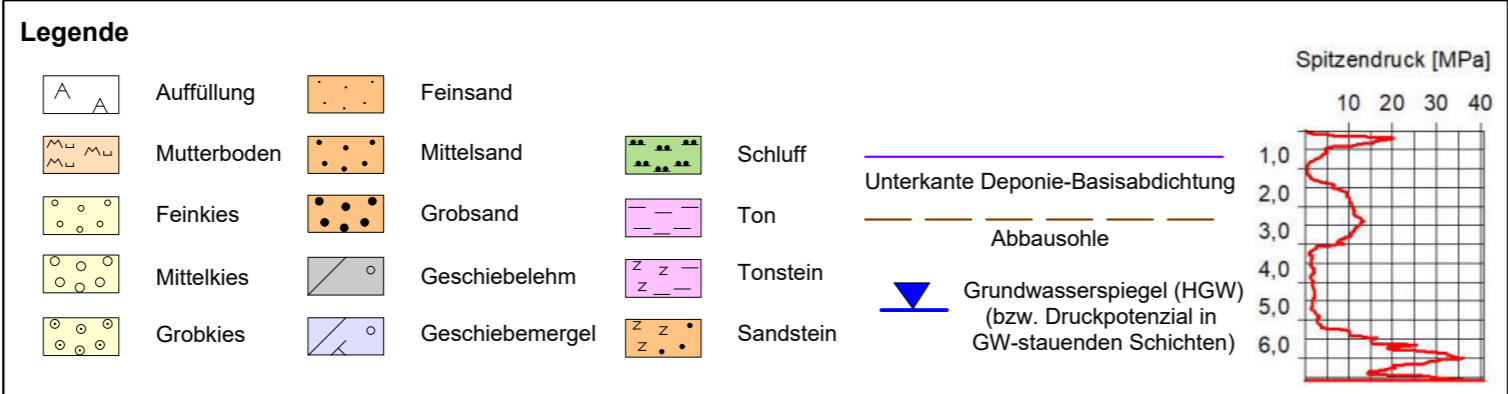 Legende
Auffüllung
Mutterboden
Feinkies
Mittelkies
Grobkies
Feinsand
Mittelsand
Grobsand
Geschiebelehm
Geschiebemergel
Schluff
Ton
Tonstein
Sandstein
Unterkante Deponie-Basisabdichtung
Abbausohle
Grundwasserspiegel (HGW)
(bzw. Druckpotenzial in
GW-stauenden Schichten)
Spitzendruck [MPa]
10 20 30 40
1,0
2,0
3,0
4,0
5,0
6,0